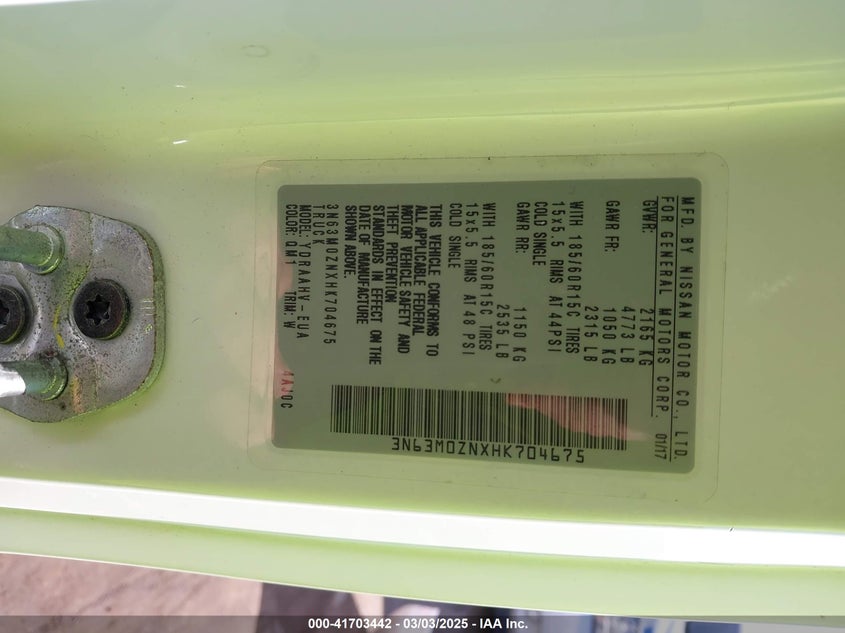 MFD. BY NISSAN MOTOR CO., LTD.
FOR GENERAL MOTORS CORP. 01/17
GVWR: 2165 KG
4773 LB
GAWR FR: 1050 KG
2315 LB
WITH 185/60R15C TIRES
15x5.5 RIMS AT 44PSI
COLD SINGLE
GAWR RR: 1150 KG
2535 LB
WITH 185/60R15C TIRES
15x5.5 RIMS AT 48 PSI
COLD SINGLE
THIS VEHICLE CONFORMS TO
ALL APPLICABLE FEDERAL
MOTOR VEHICLE SAFETY AND
THEFT PREVENTION
STANDARDS IN EFFECT ON THE
DATE OF MANUFACTURE
SHOWN ABOVE.
3N63M0ZNXHK704675
TRUCK
MODEL: YDRAAHV-EUA
COLOR: QM1 TRIM: W 4AJ0C
3N63M0ZNXHK704675
000-41703442 - 03/03/2025 - IAA Inc.